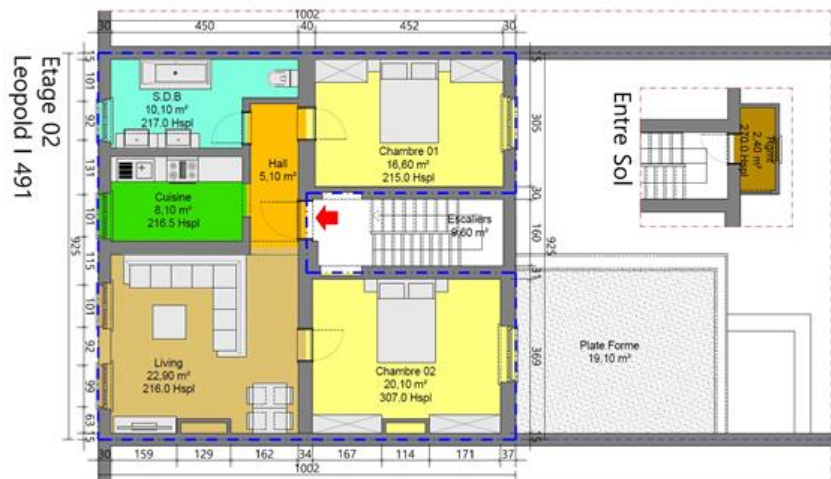 1002
30
450
40
452
30
Etage 02
Leopold I 491
925
15
101
92
131
101
115
101
92
99
63
15
S.D.B
10,10 m²
217.0 Hspl
Hall
5,10 m²
Cuisine
8,10 m²
216.5 Hspl
Living
22,90 m²
216.0 Hspl
Chambre 01
16,60 m²
215.0 Hspl
Escaliers
9,60 m²
Chambre 02
20,10 m²
307.0 Hspl
15
305
30
160
31
369
15
925
Entre Sol
Rgmt
2,40 m²
270.0 Hspl
Plate Forme
19,10 m²
30
159
129
162
34
167
114
171
37
1002